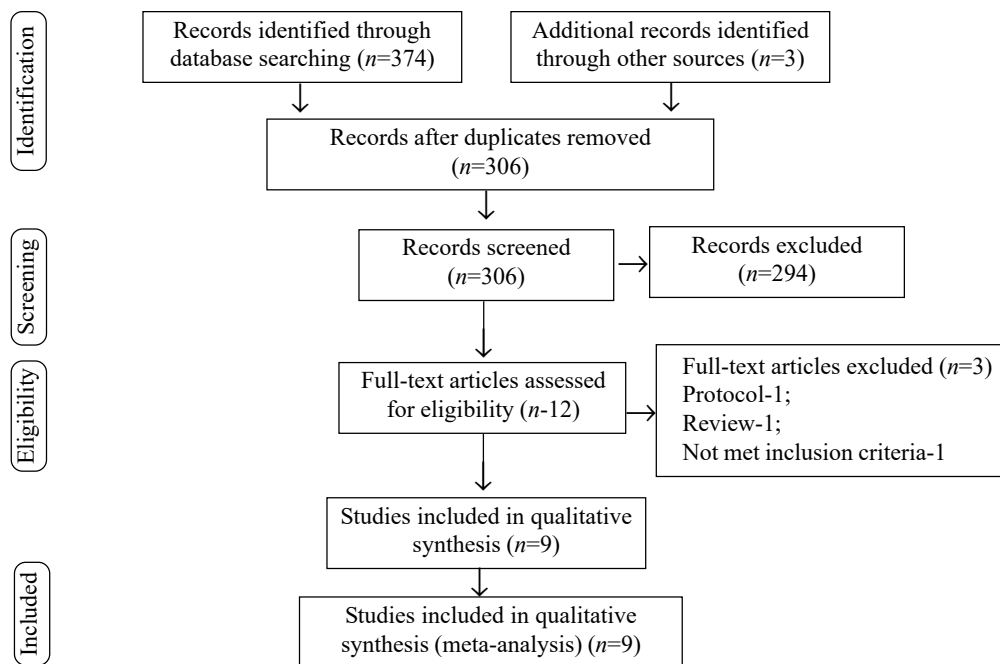 Identification
Records identified through
database searching (n=374)
Additional records identified
through other sources (n=3)
Records after duplicates removed
(n=306)
Screening
Records screened
(n=306)
Records excluded
(n=294)
Eligibility
Full-text articles assessed
for eligibility (n-12)
Full-text articles excluded (n=3)
Protocol-1;
Review-1;
Not met inclusion criteria-1
Studies included in qualitative
synthesis (n=9)
Included
Studies included in qualitative
synthesis (meta-analysis) (n=9)